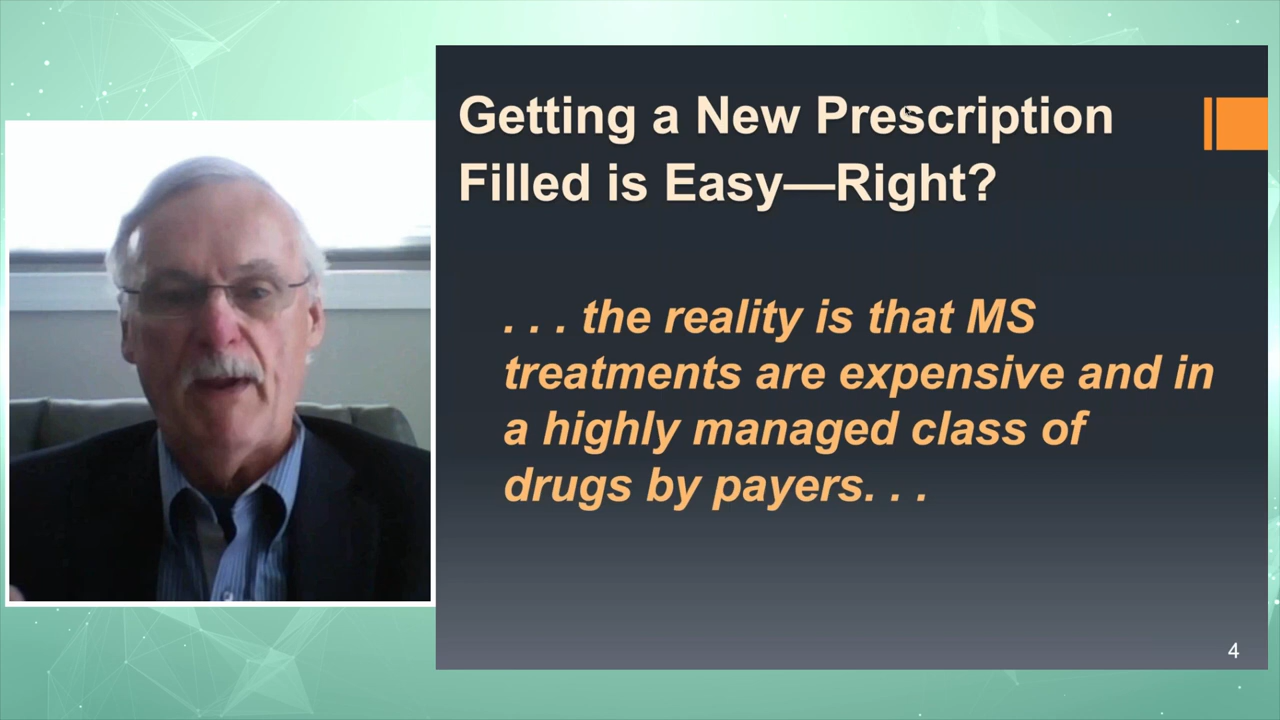 Getting a New Prescription
Filled is Easy—Right?
. . . the reality is that MS
treatments are expensive and in
a highly managed class of
drugs by payers. . .
4